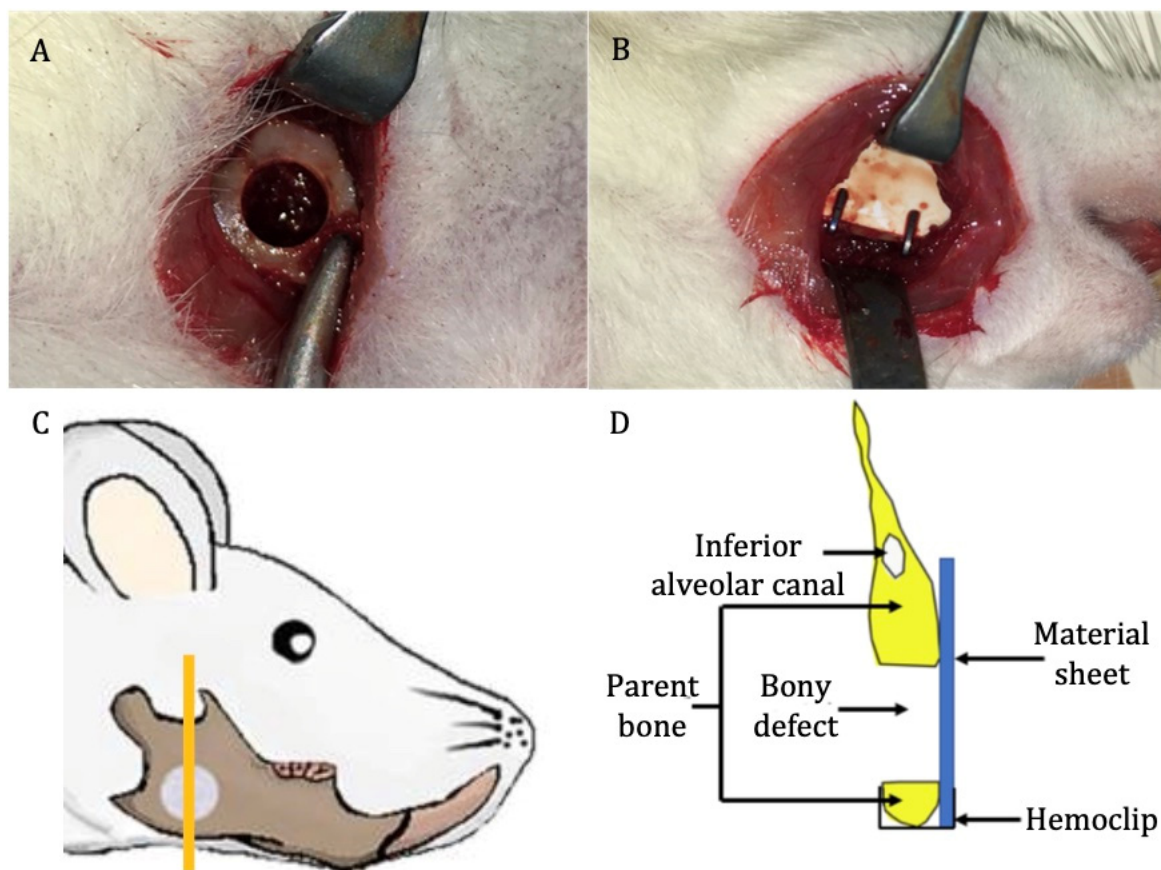 A
B
C
D
Inferior
alveolar canal
Parent
bone
Bony
defect
Material
sheet
Hemoclip